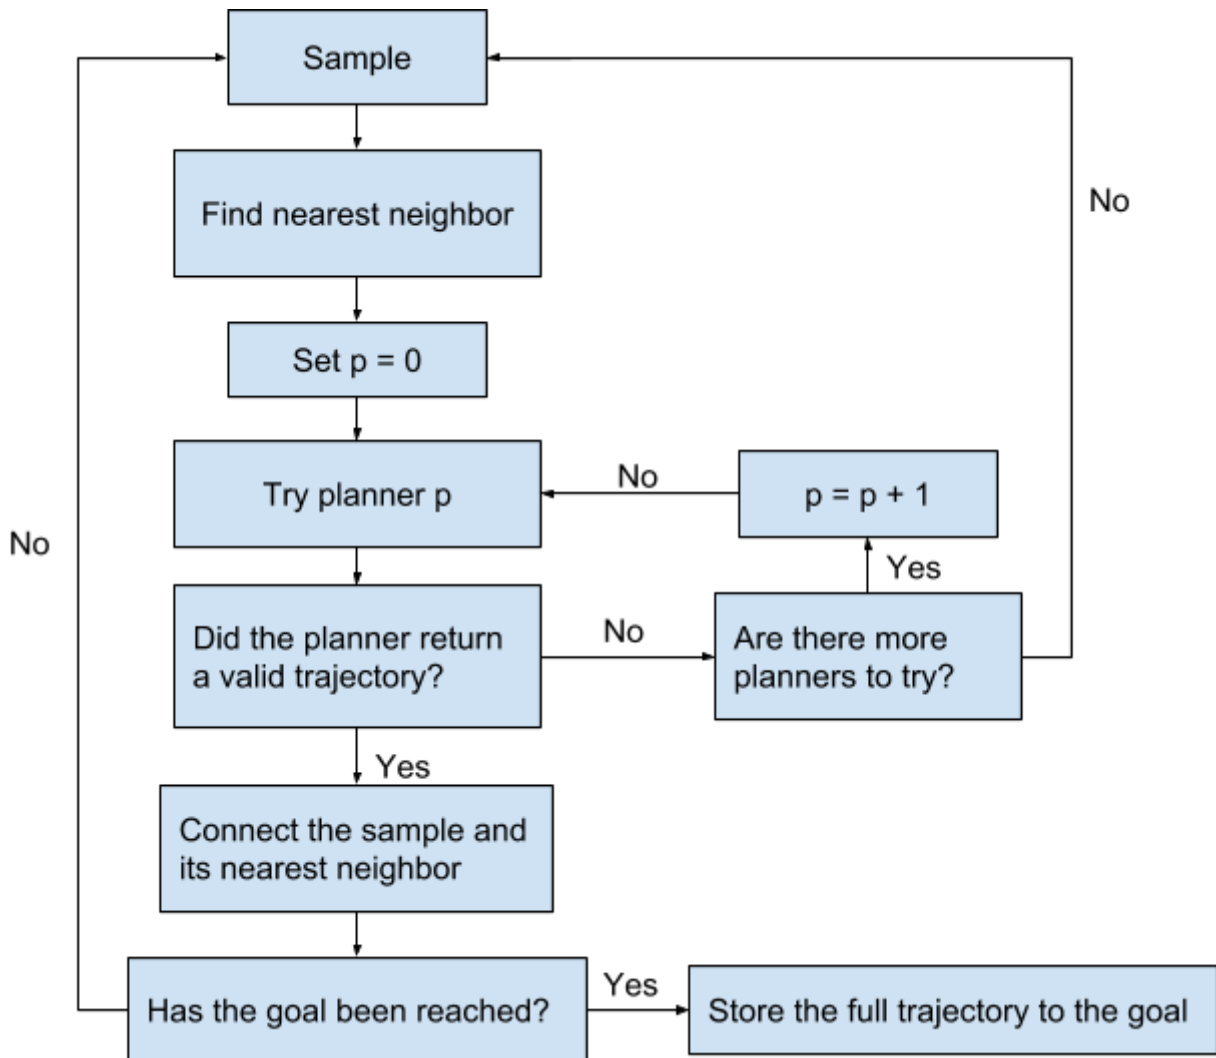 Sample
No
Find nearest neighbor
Set p = 0
Try planner p
No
p = p + 1
No
Yes
Did the planner return
a valid trajectory?
No
Are there more
planners to try?
Yes
Connect the sample and
its nearest neighbor
Has the goal been reached?
Yes
Store the full trajectory to the goal